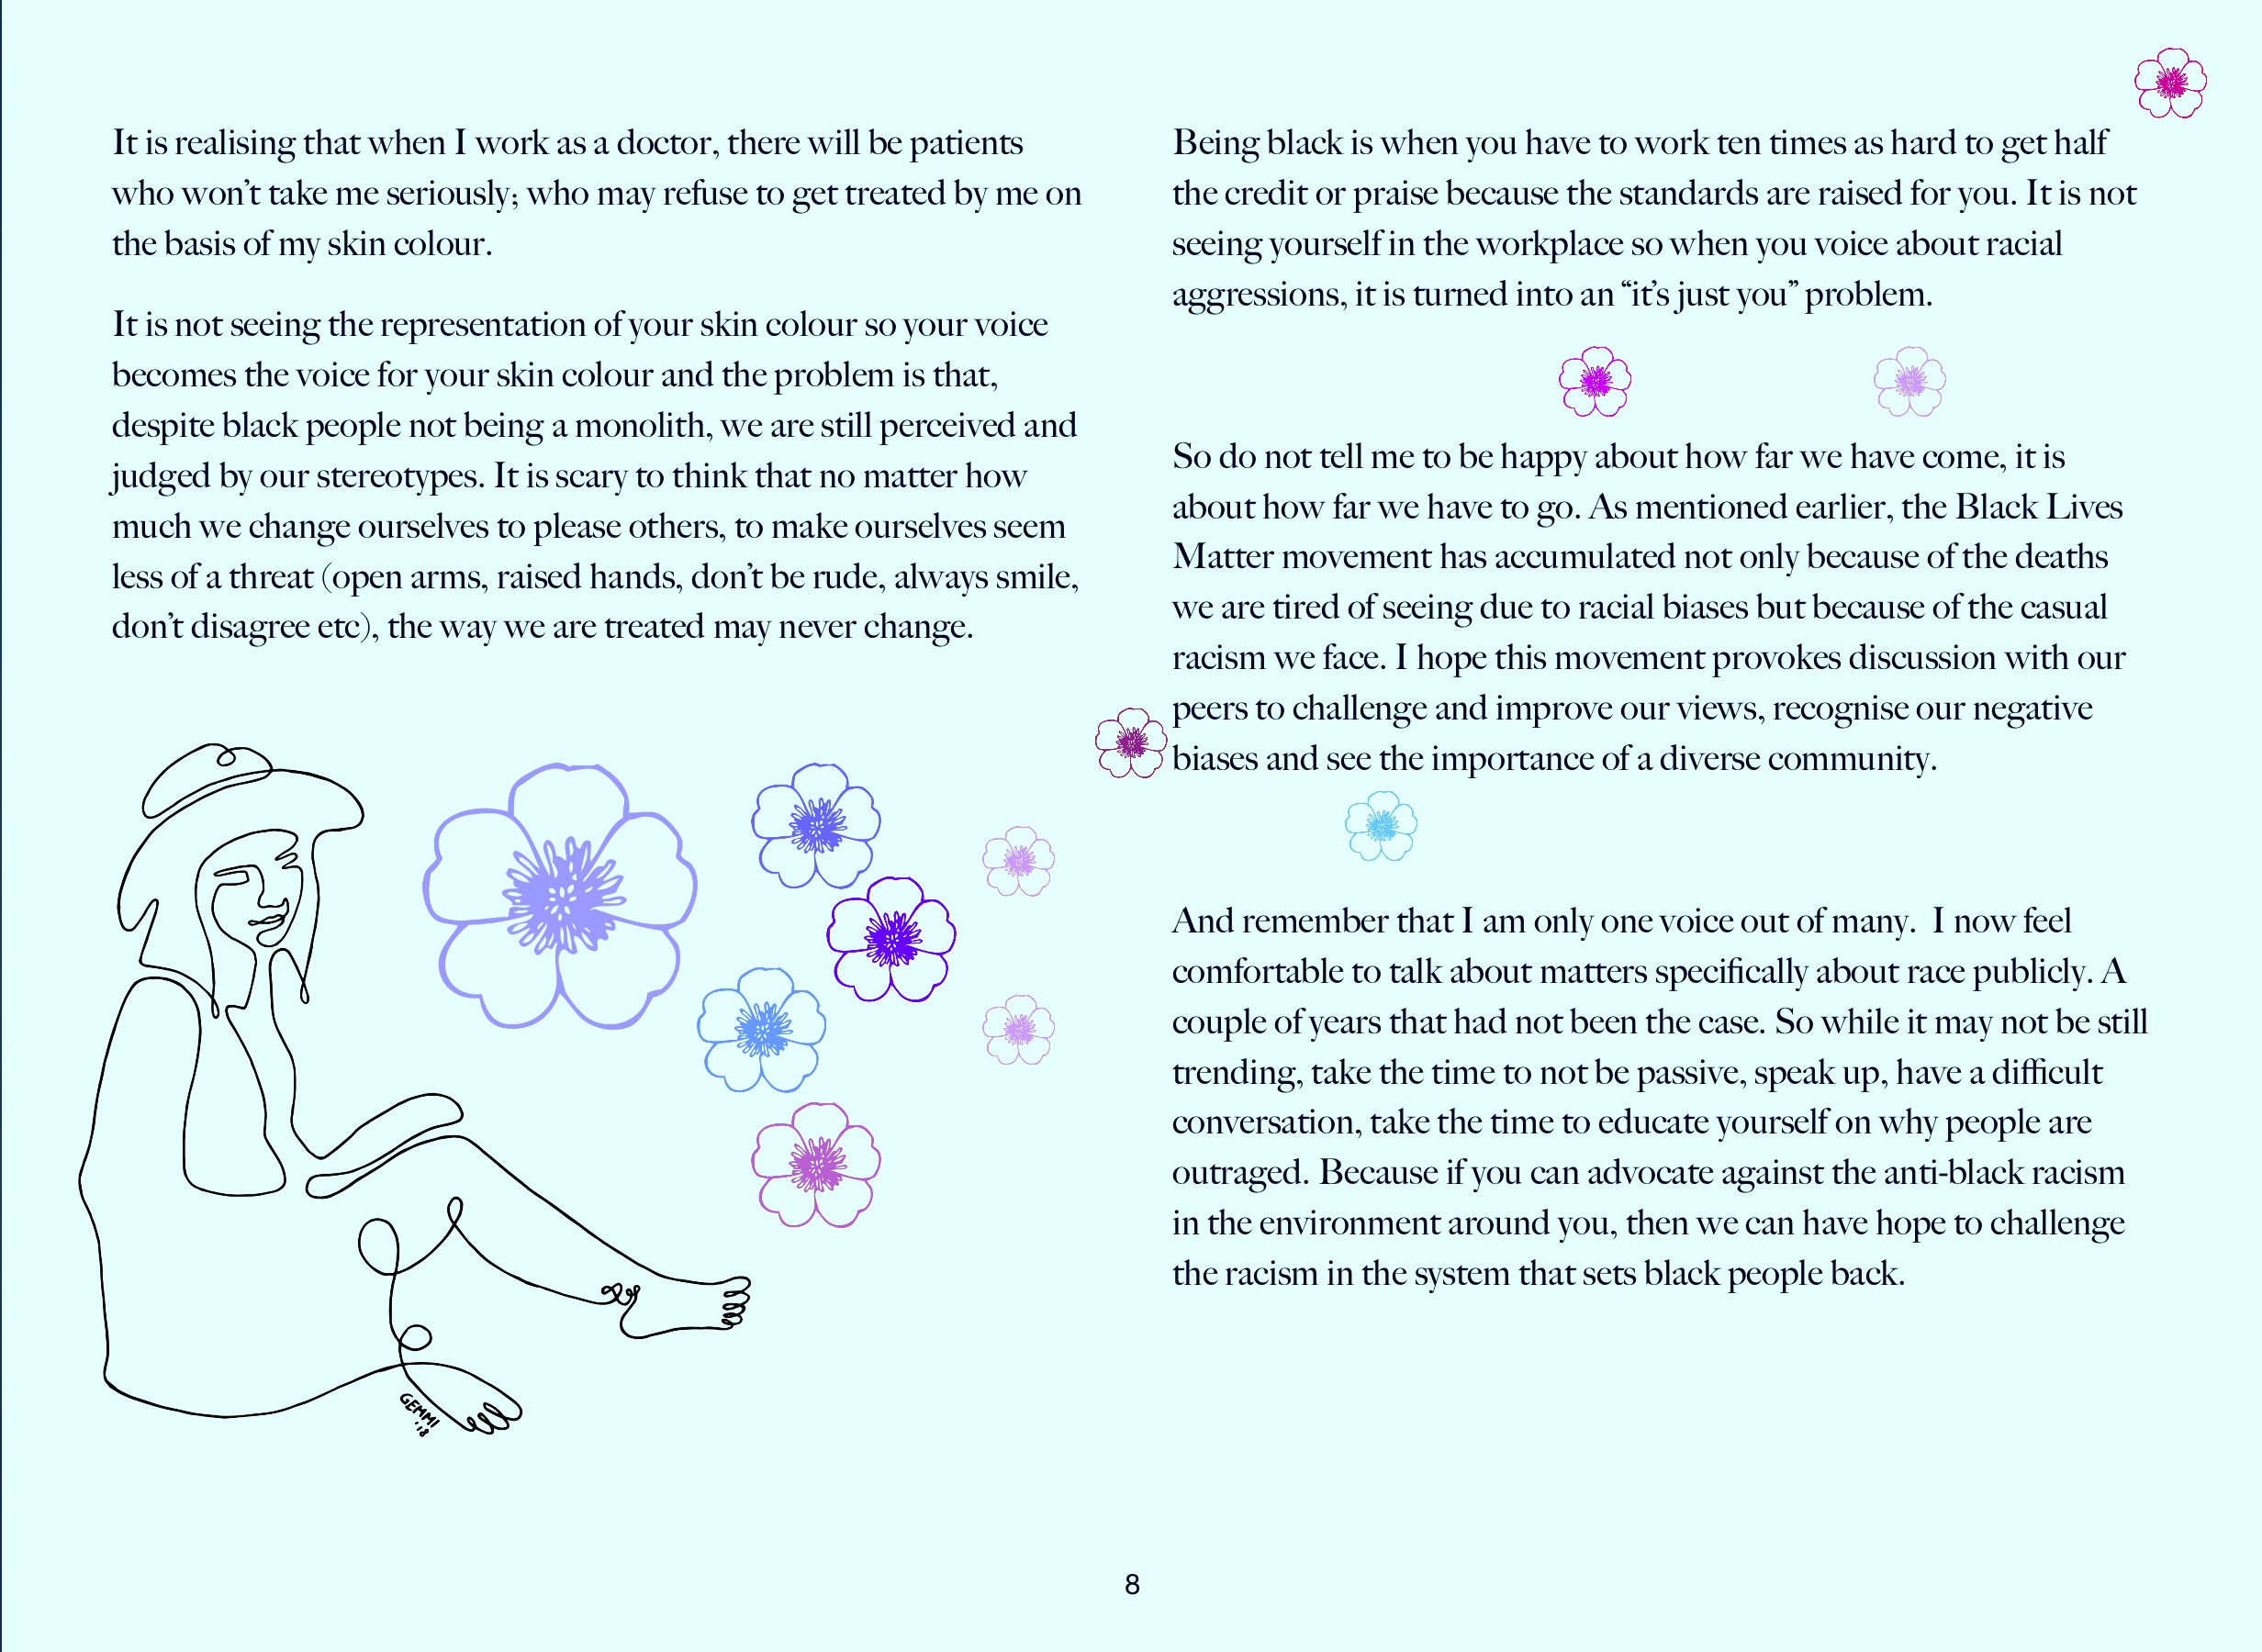 It is realising that when I work as a doctor, there will be patients
who won’t take me seriously; who may refuse to get treated by me on
the basis of my skin colour.
It is not seeing the representation of your skin colour so your voice
becomes the voice for your skin colour and the problem is that,
despite black people not being a monolith, we are still perceived and
judged by our stereotypes. It is scary to think that no matter how
much we change ourselves to please others, to make ourselves seem
less of a threat (open arms, raised hands, don’t be rude, always smile,
don’t disagree etc), the way we are treated may never change.
GEMMI
'18
Being black is when you have to work ten times as hard to get half
the credit or praise because the standards are raised for you. It is not
seeing yourself in the workplace so when you voice about racial
aggressions, it is turned into an “it’s just you” problem.
So do not tell me to be happy about how far we have come, it is
about how far we have to go. As mentioned earlier, the Black Lives
Matter movement has accumulated not only because of the deaths
we are tired of seeing due to racial biases but because of the casual
racism we face. I hope this movement provokes discussion with our
peers to challenge and improve our views, recognise our negative
biases and see the importance of a diverse community.
And remember that I am only one voice out of many.  I now feel
comfortable to talk about matters specifically about race publicly. A
couple of years that had not been the case. So while it may not be still
trending, take the time to not be passive, speak up, have a difficult
conversation, take the time to educate yourself on why people are
outraged. Because if you can advocate against the anti-black racism
in the environment around you, then we can have hope to challenge
the racism in the system that sets black people back.
8